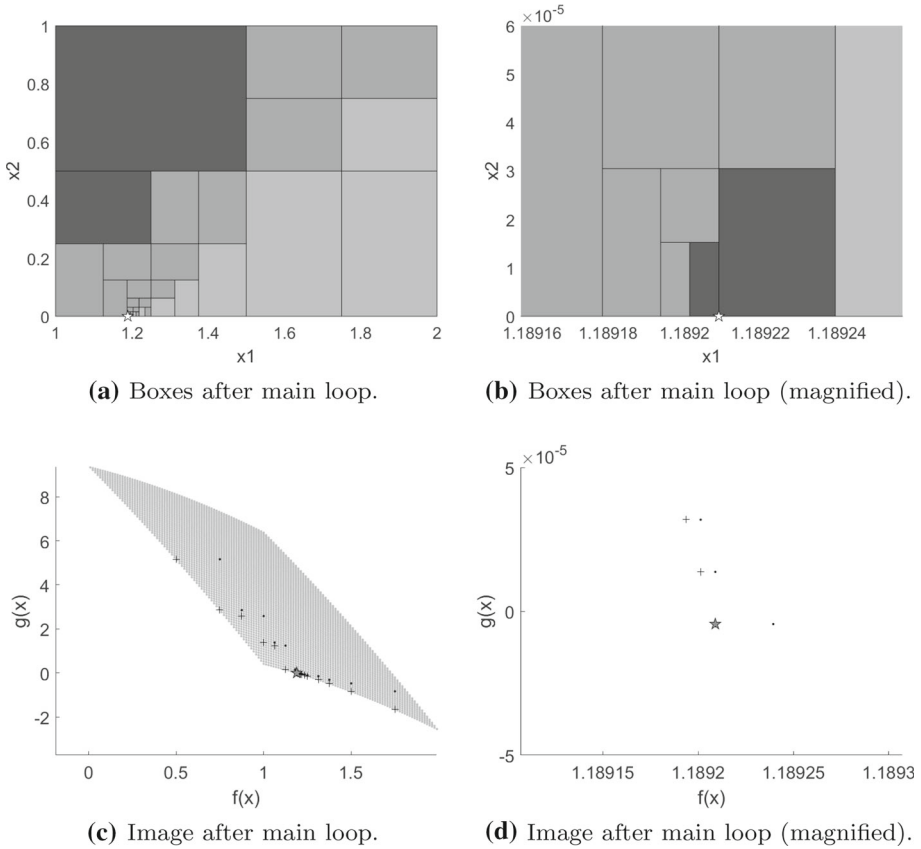 1
0.8
0.6
0.4
0.2
0
x2
1 1.2 1.4 1.6 1.8 2
x1
(a) Boxes after main loop.
×10⁻⁵
6
5
4
3
2
1
0
x2
1.18916 1.18918 1.1892 1.18922 1.18924
x1
(b) Boxes after main loop (magnified).
8
6
4
2
0
-2
g(x)
0 0.5 1 1.5
f(x)
(c) Image after main loop.
×10⁻⁵
5
0
-5
g(x)
1.18915 1.1892 1.18925 1.1893
f(x)
(d) Image after main loop (magnified).